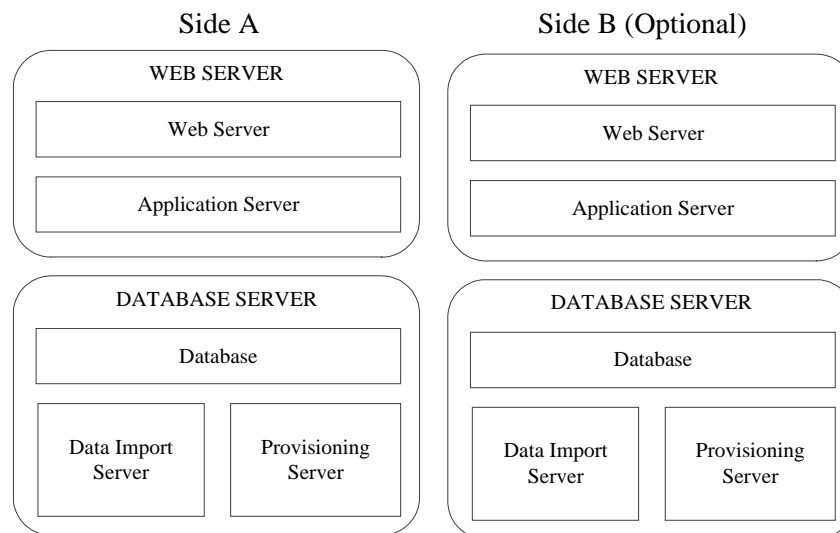 Side A
WEB SERVER
Web Server
Application Server
DATABASE SERVER
Database
Data Import
Server
Provisioning
Server
Side B (Optional)
WEB SERVER
Web Server
Application Server
DATABASE SERVER
Database
Data Import
Server
Provisioning
Server